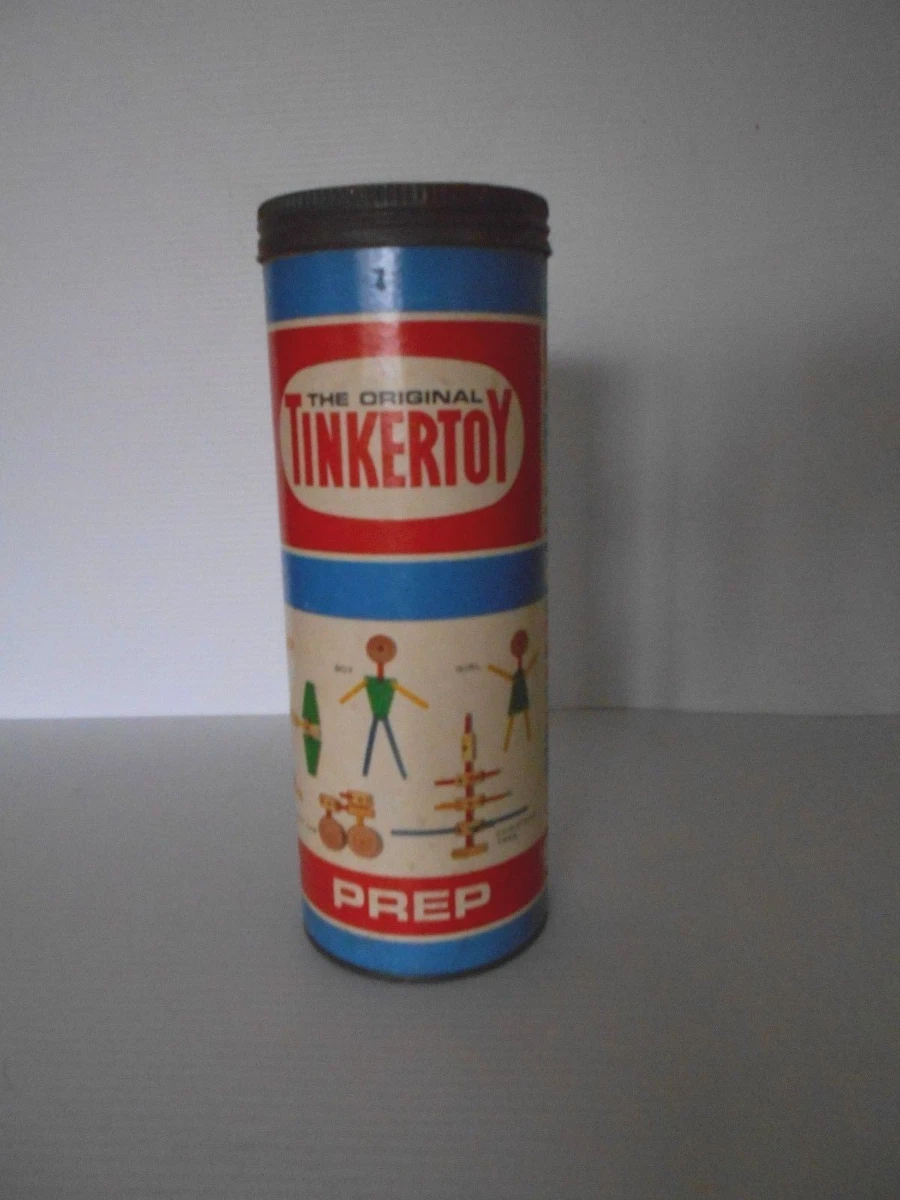 THE ORIGINAL
TINKERTOY
BOY
GIRL
PREP